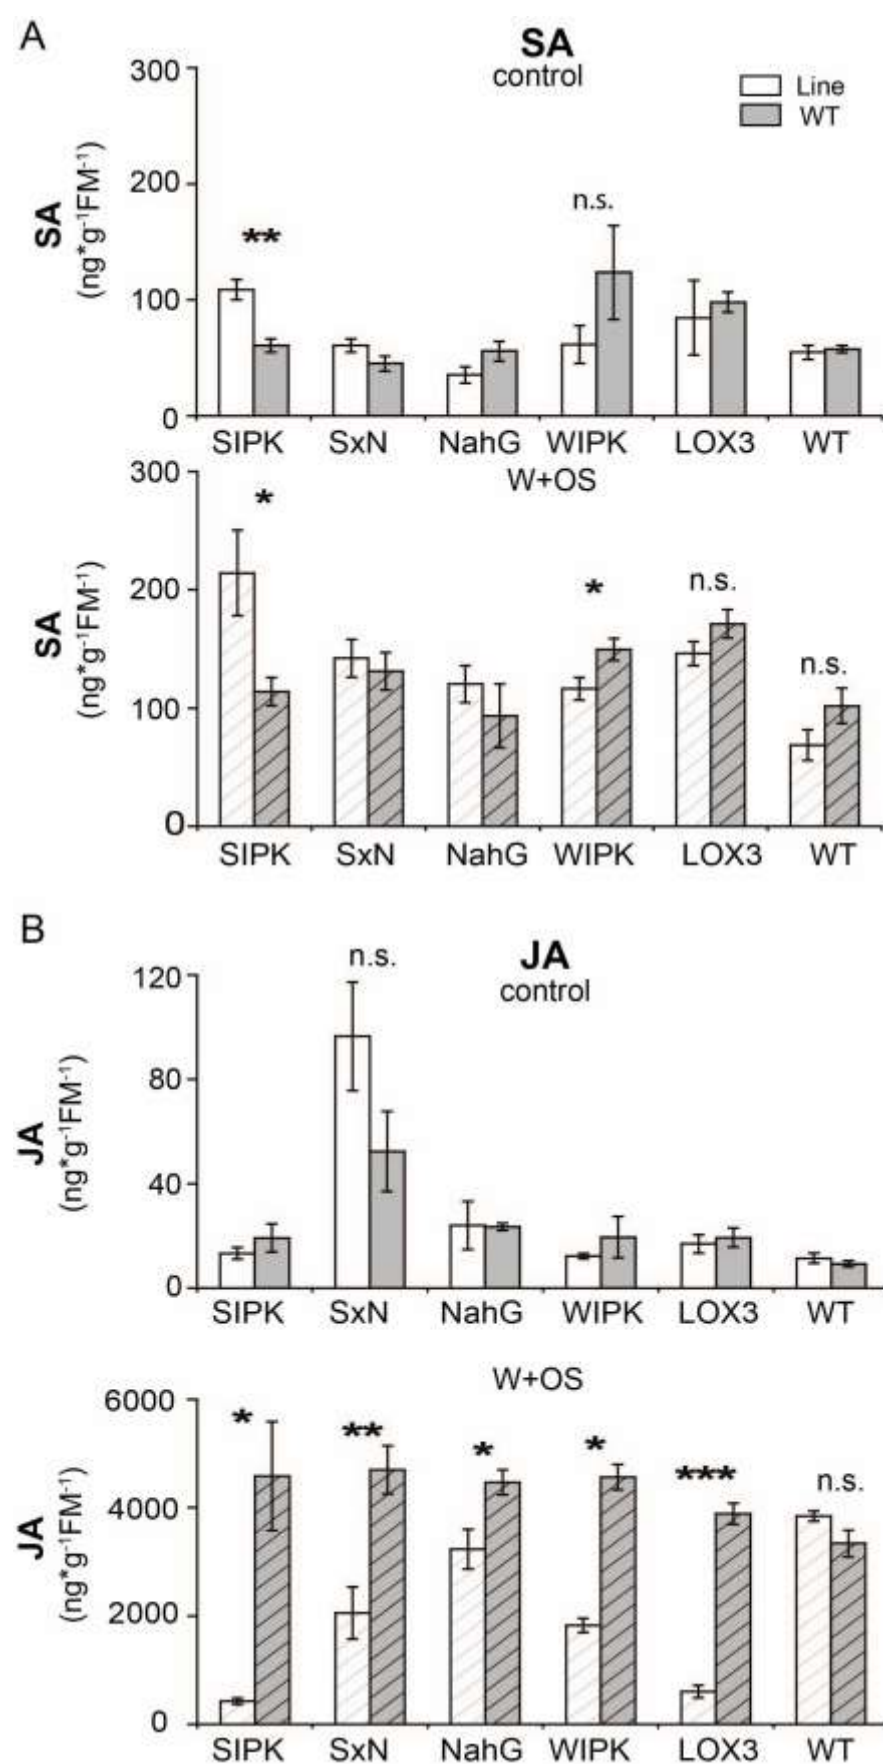 A
SA
control
Line
WT
300
200
100
0
SA
(ng*g-1FM-1)
**
n.s.
SIPK SxN NahG WIPK LOX3 WT
W+OS
300
200
100
0
SA
(ng*g-1FM-1)
*
*
n.s.
n.s.
SIPK SxN NahG WIPK LOX3 WT
B
JA
control
120
80
40
0
JA
(ng*g-1FM-1)
n.s.
SIPK SxN NahG WIPK LOX3 WT
W+OS
6000
4000
2000
0
JA
(ng*g-1FM-1)
* ** * * *** n.s.
SIPK SxN NahG WIPK LOX3 WT